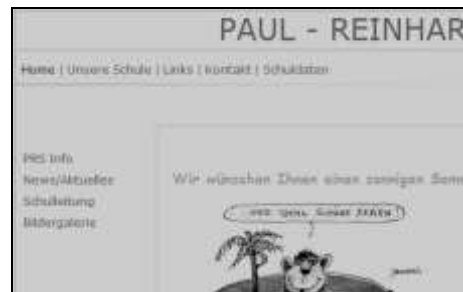 PAUL - REINHAR
Home | Unsere Schule | Links | Kontakt | Schuldaten
PRS Info
News/Aktuelles
Schulleitung
Bildergalerie
Wir wünschen Ihnen einen sonnigen Som